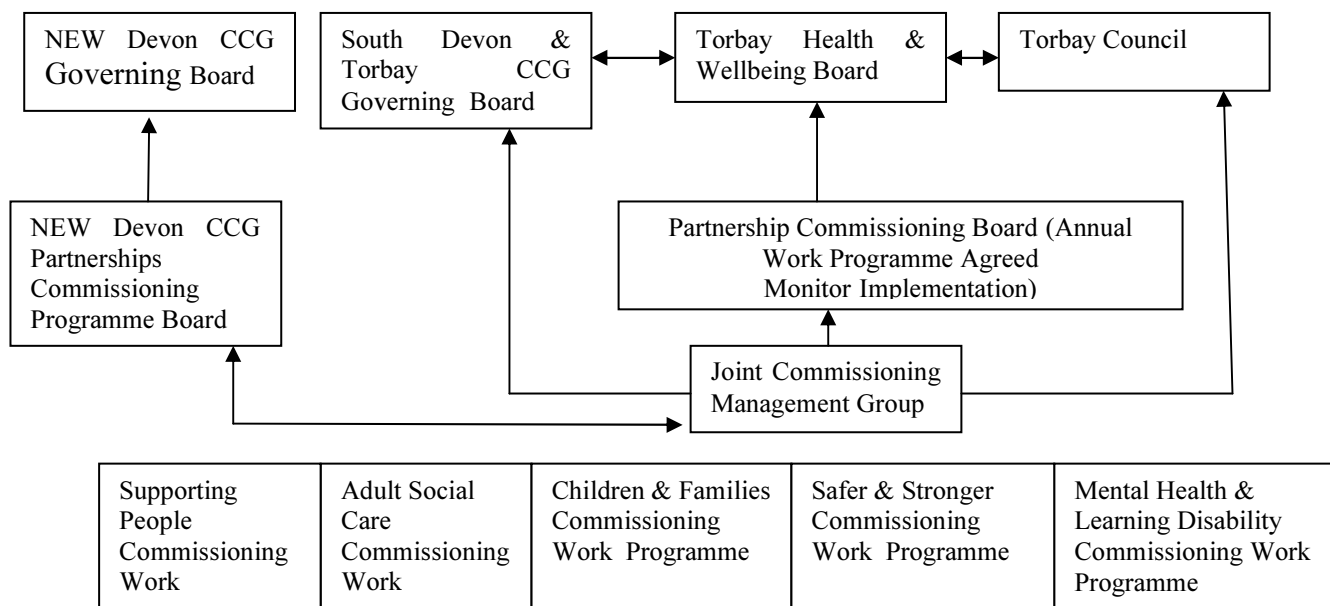 NEW Devon CCG
Governing Board
South Devon &
Torbay CCG
Governing Board
Torbay Health &
Wellbeing Board
Torbay Council
NEW Devon CCG
Partnerships
Commissioning
Programme Board
Partnership Commissioning Board (Annual
Work Programme Agreed
Monitor Implementation)
Joint Commissioning
Management Group
Supporting
People
Commissioning
Work
Adult Social
Care
Commissioning
Work
Children & Families
Commissioning
Work Programme
Safer & Stronger
Commissioning
Work Programme
Mental Health &
Learning Disability
Commissioning Work
Programme